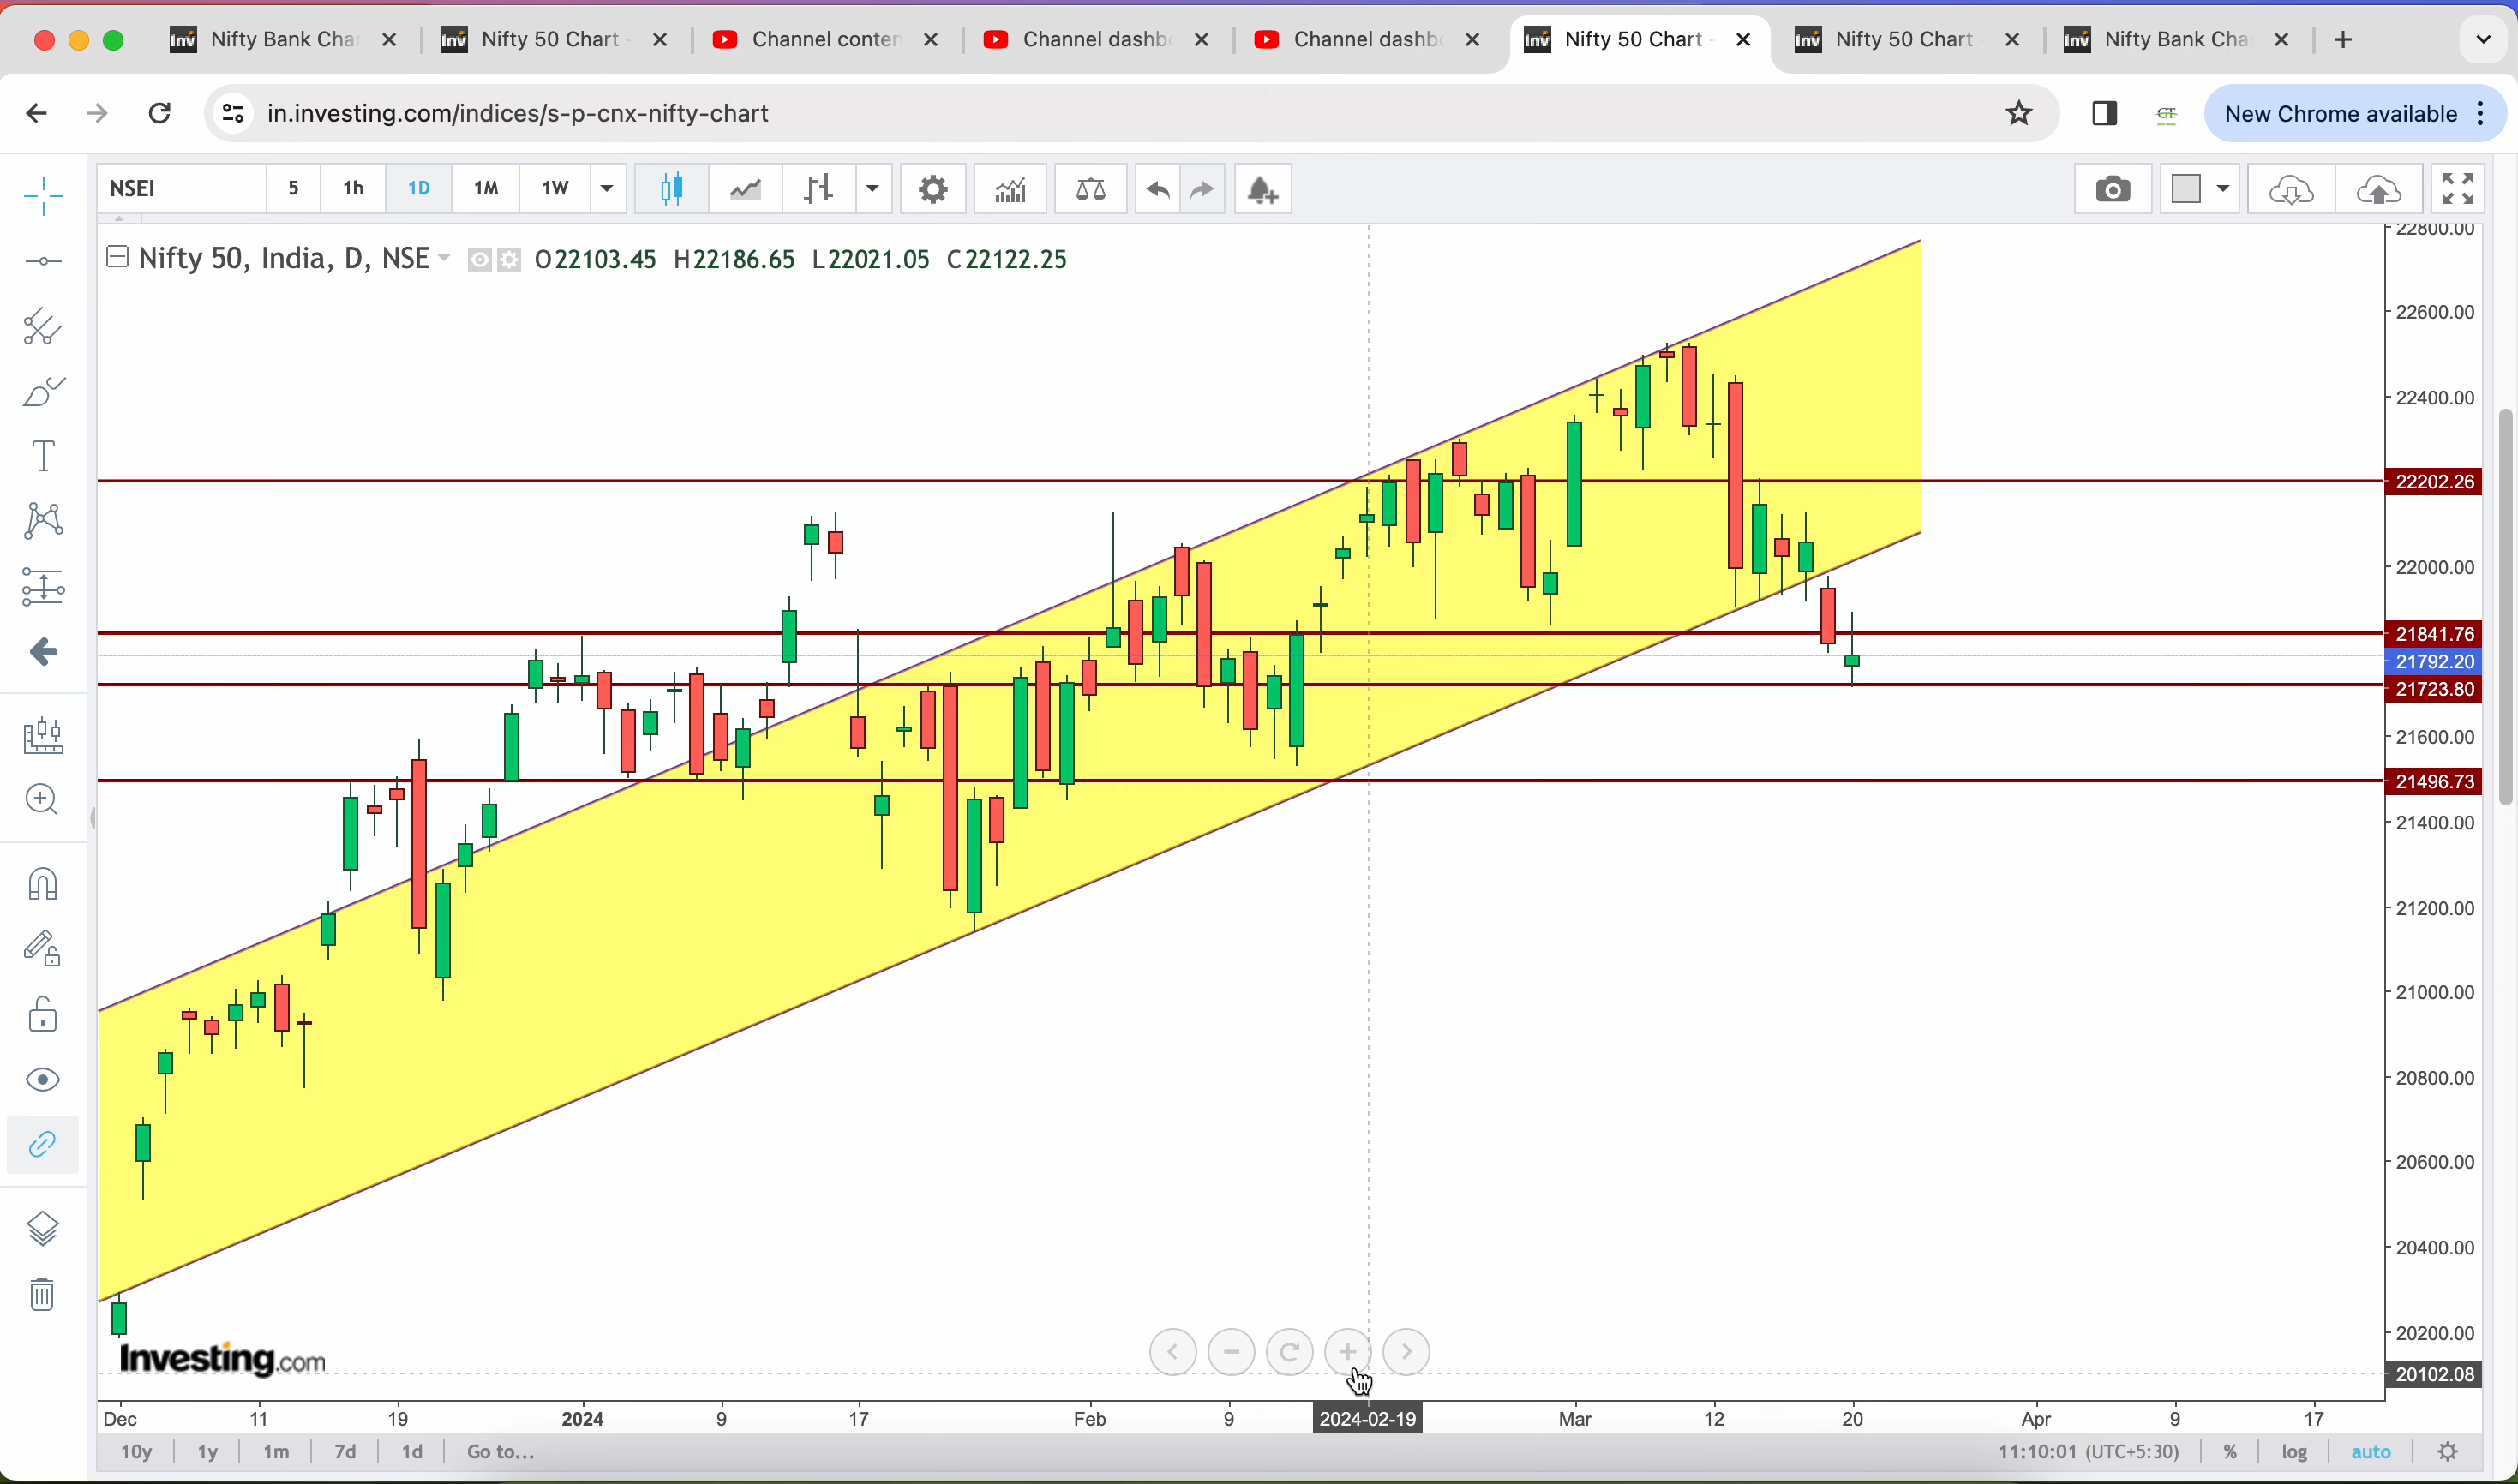 Nifty Bank Cha
Nifty 50 Chart -
Channel conten
Channel dashb
Channel dashb
Nifty 50 Chart -
Nifty 50 Chart
Nifty Bank Cha
in.investing.com/indices/s-p-cnx-nifty-chart
New Chrome available
NSEI 5 1h 1D 1M 1W
Nifty 50, India, D, NSE O22103.45 H22186.65 L22021.05 C22122.25
22800.00
22600.00
22400.00
22202.26
22000.00
21841.76
21792.20
21723.80
21600.00
21496.73
21400.00
21200.00
21000.00
20800.00
20600.00
20400.00
20200.00
20102.08
Investing.com
Dec 11 19 2024 9 17 Feb 9 2024-02-19 Mar 12 20 Apr 9 17
10y 1y 1m 7d 1d Go to... 11:10:01 (UTC+5:30) % log auto